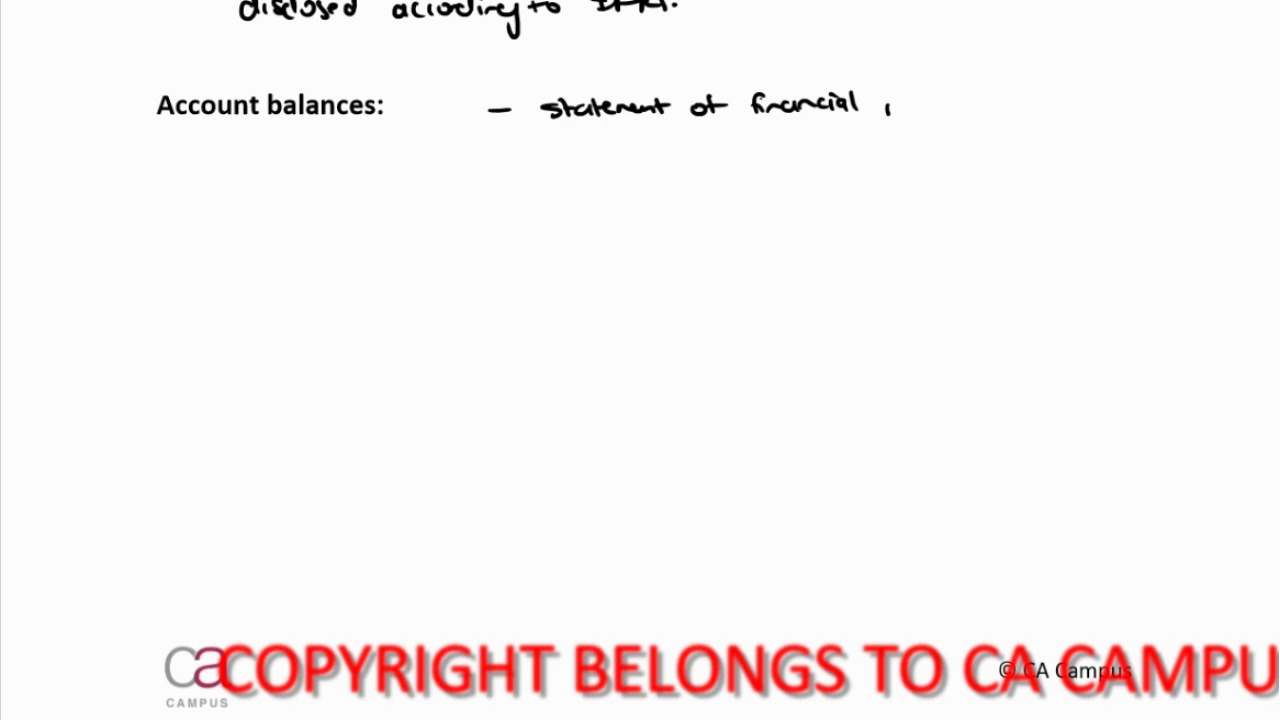 disclosed according to
Account balances: — statement of financial
ca COPYRIGHT BELONGS TO CA CAMPU
© CA Campus
CAMPUS